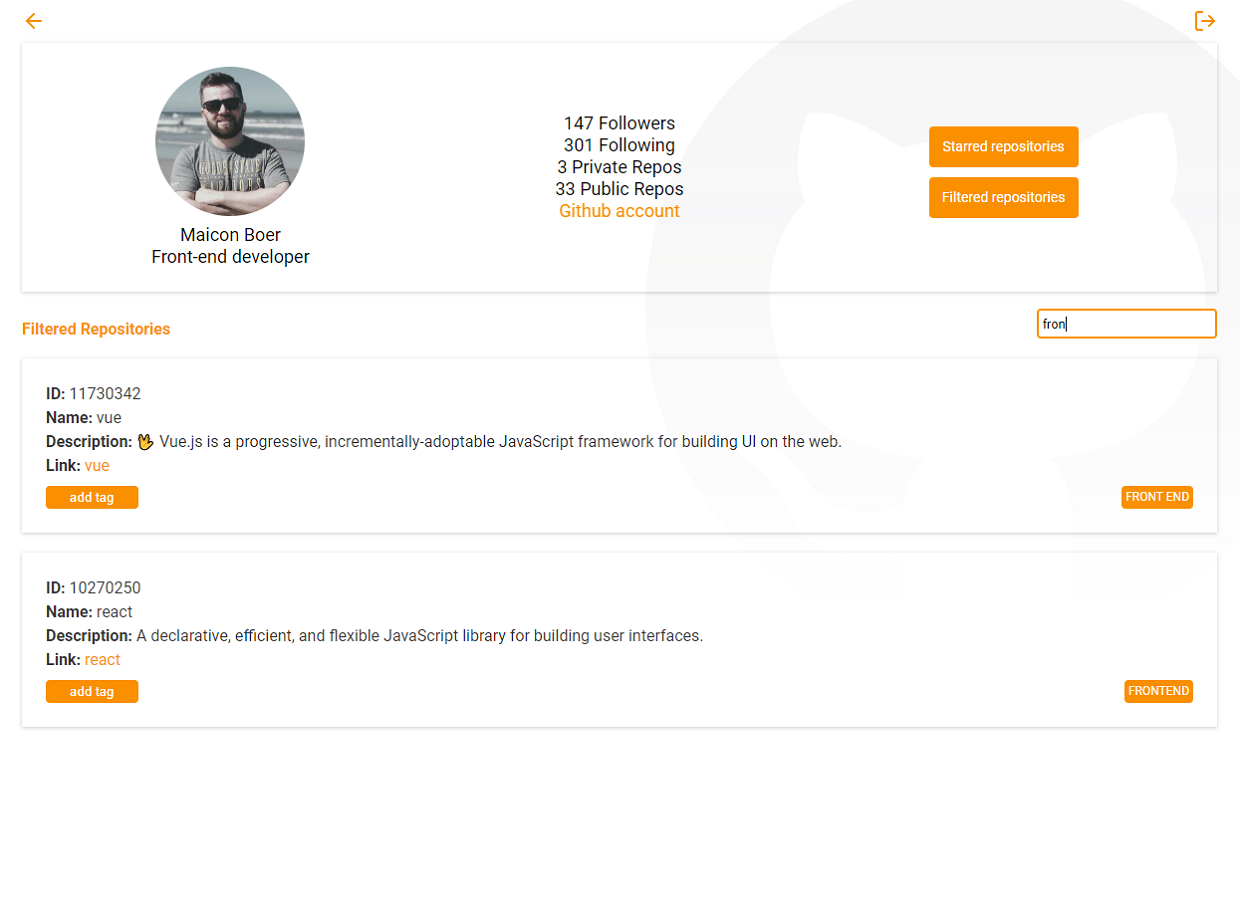 147 Followers
301 Following
3 Private Repos
33 Public Repos
Github account
Maicon Boer
Front-end developer
Starred repositories
Filtered repositories
Filtered Repositories
fron
ID: 11730342
Name: vue
Description: 🖖 Vue.js is a progressive, incrementally-adoptable JavaScript framework for building UI on the web.
Link: vue
add tag
FRONT END
ID: 10270250
Name: react
Description: A declarative, efficient, and flexible JavaScript library for building user interfaces.
Link: react
add tag
FRONTEND